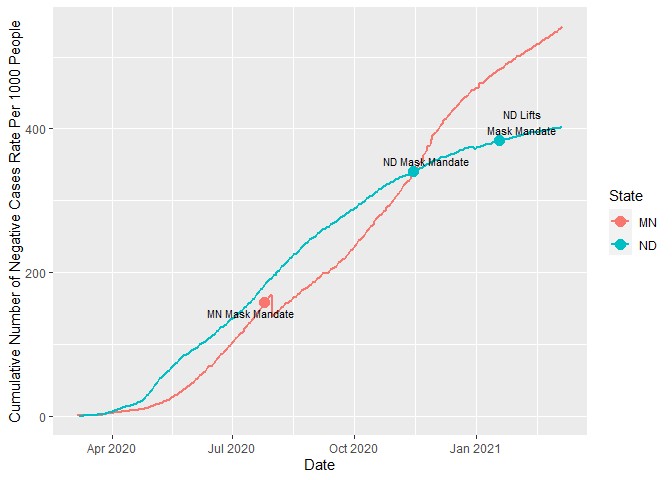 Cumulative Number of Negative Cases Rate Per 1000 People
400
200
0
ND Lifts
Mask Mandate
ND Mask Mandate
MN Mask Mandate
Apr 2020
Jul 2020
Oct 2020
Jan 2021
Date
State
MN
ND